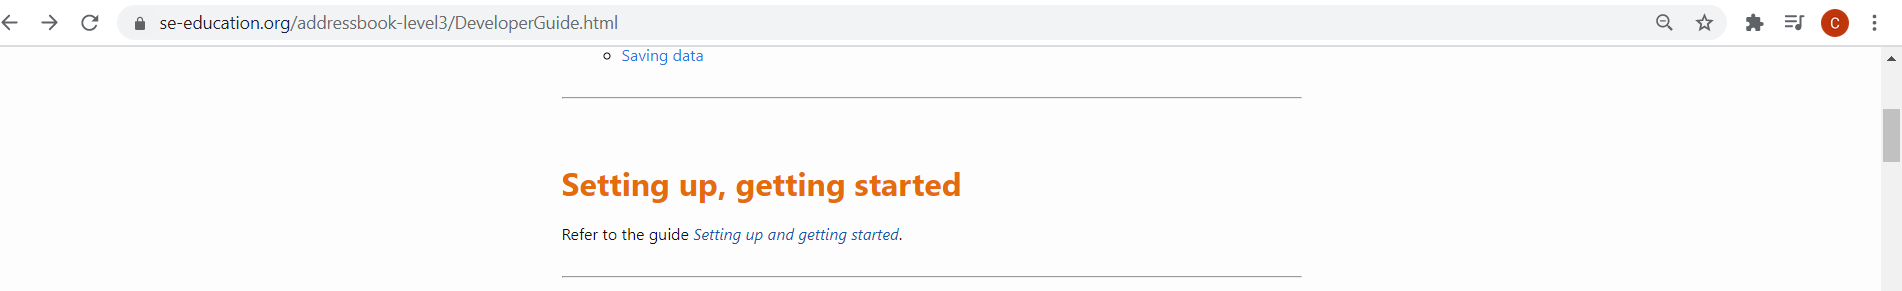 se-education.org/addressbook-level3/DeveloperGuide.html
C
Saving data
Setting up, getting started
Refer to the guide Setting up and getting started.